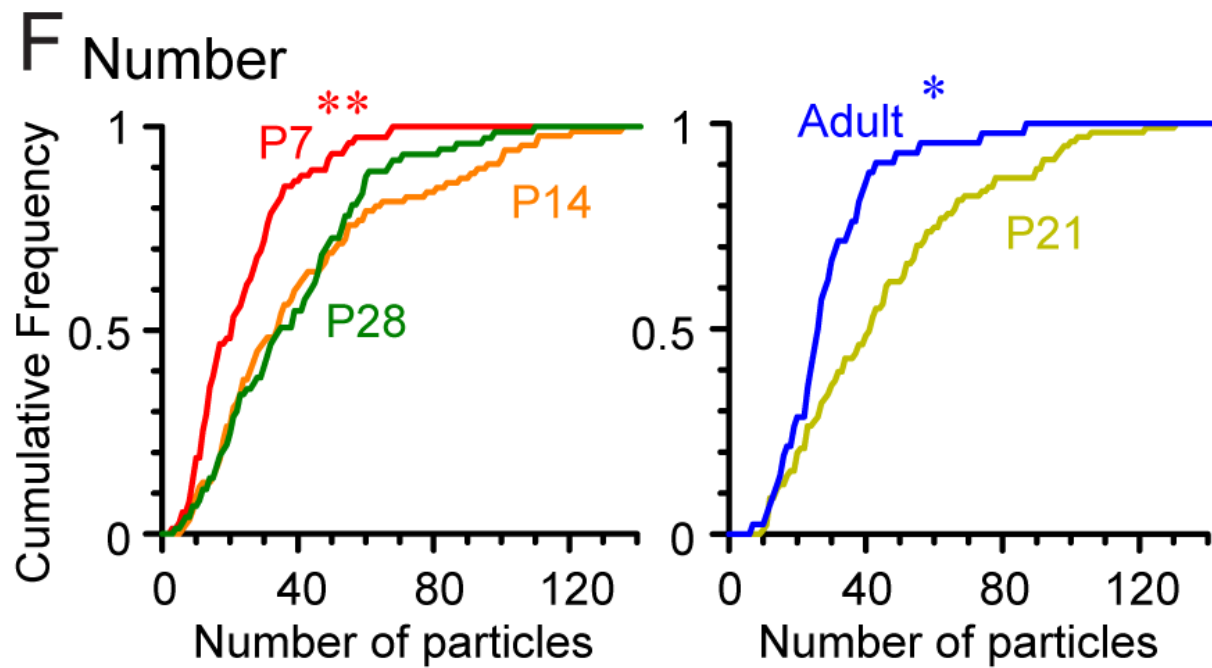 F Number
**
P7
P14
P28
1
0.5
0
0 40 80 120
Cumulative Frequency
Number of particles
*
Adult
P21
1
0.5
0
0 40 80 120
Number of particles